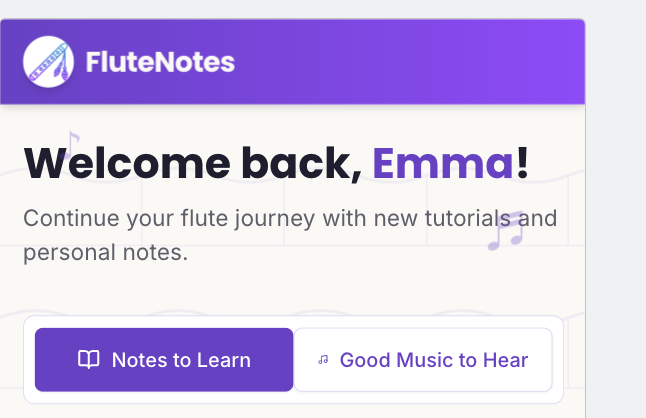 FluteNotes
Welcome back, Emma!
Continue your flute journey with new tutorials and
personal notes.
Notes to Learn
Good Music to Hear